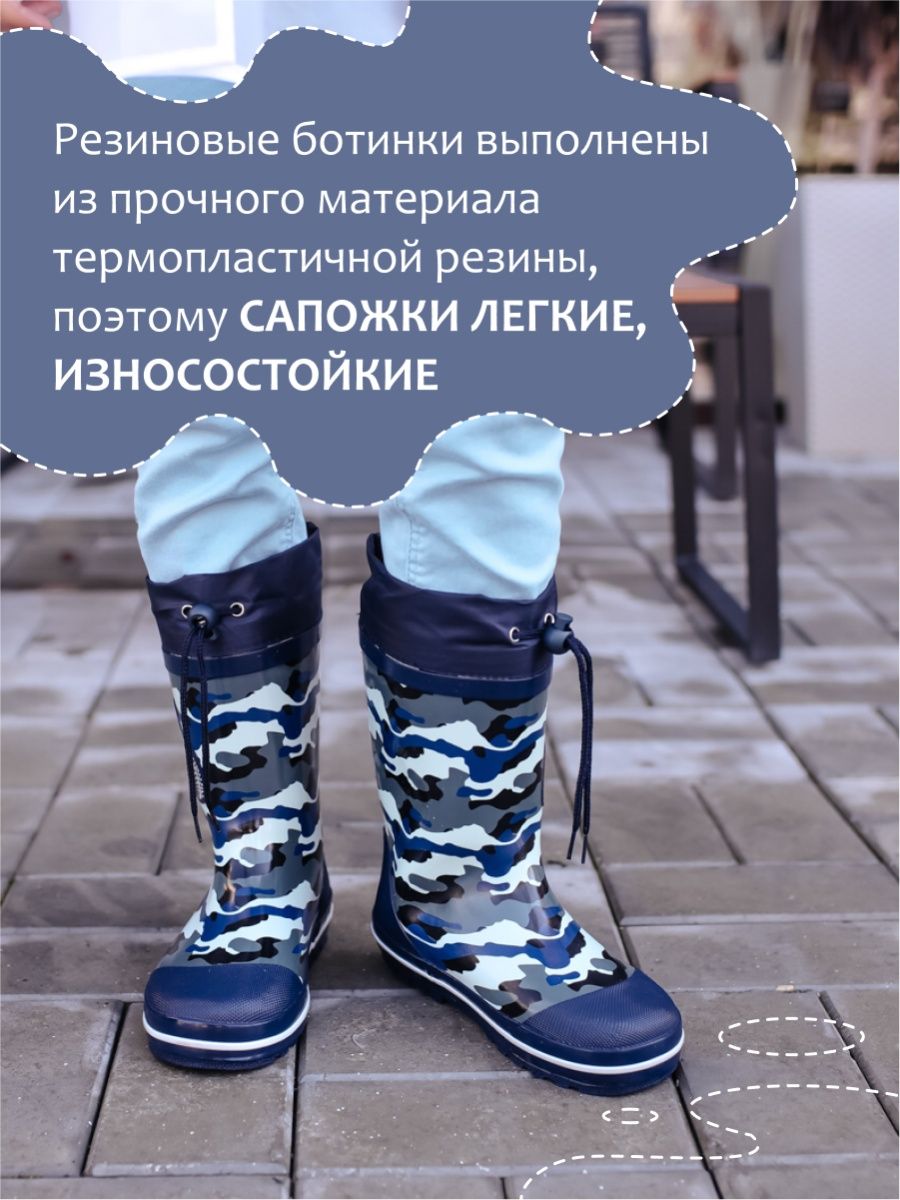 Резиновые ботинки выполнены
из прочного материала
термопластичной резины,
поэтому САПОЖКИ ЛЕГКИЕ,
ИЗНОСОСТОЙКИЕ